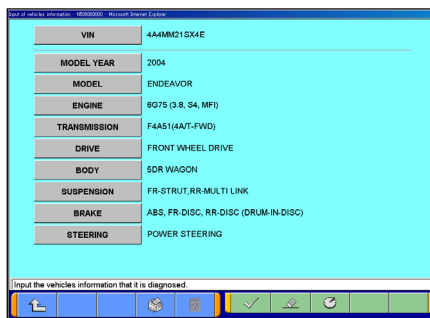 Input of vehicles information - N500000000 - Microsoft Internet Explorer
VIN 4A4MM21SX4E
MODEL YEAR 2004
MODEL ENDEAVOR
ENGINE 6G75 (3.8, S4, MFI)
TRANSMISSION F4A51(4A/T-FWD)
DRIVE FRONT WHEEL DRIVE
BODY 5DR WAGON
SUSPENSION FR-STRUT,RR-MULTI LINK
BRAKE ABS, FR-DISC, RR-DISC (DRUM-IN-DISC)
STEERING POWER STEERING
Input the vehicles information that it is diagnosed.